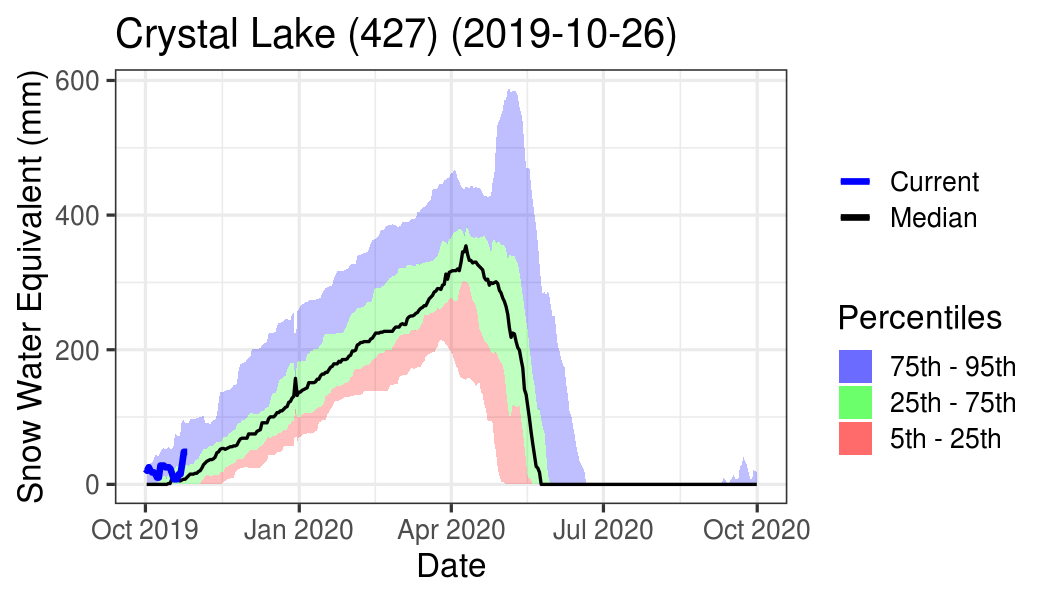 Crystal Lake (427) (2019-10-26)
Snow Water Equivalent (mm)
600
400
200
0
Oct 2019
Jan 2020
Apr 2020
Jul 2020
Oct 2020
Date
Current
Median
Percentiles
75th - 95th
25th - 75th
5th - 25th